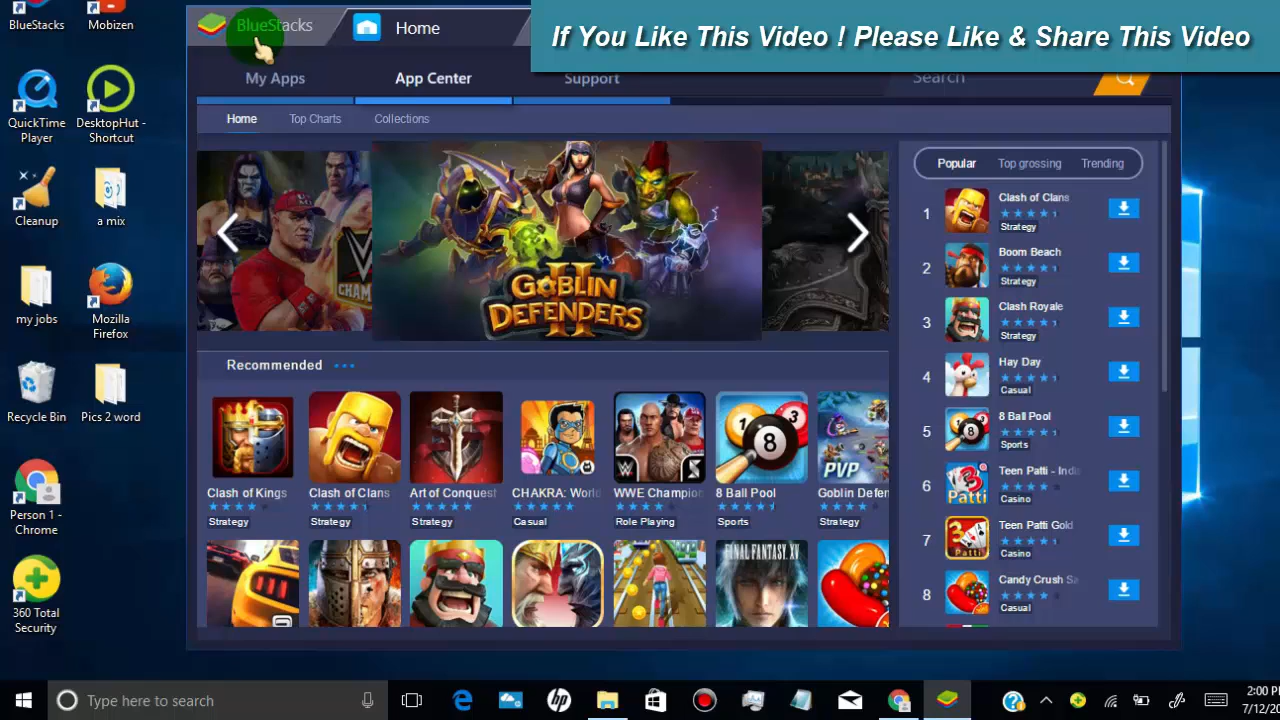 BlueStacks
Mobizen
QuickTime
Player
DesktopHut -
Shortcut
Cleanup
a mix
my jobs
Mozilla
Firefox
Recycle Bin
Pics 2 word
Person 1 -
Chrome
360 Total
Security
BlueStacks
Home
If You Like This Video ! Please Like & Share This Video
My Apps
App Center
Support
Search
Home
Top Charts
Collections
GOBLIN
DEFENDERS
II
Recommended
Clash of Kings
Strategy
Clash of Clans
Strategy
Art of Conquest
Strategy
CHAKRA: World
Casual
WWE Champio
Role Playing
8 Ball Pool
Sports
PVP
Goblin Defen
Strategy
FINAL FANTASY XV
Popular
Top grossing
Trending
1
Clash of Clans
Strategy
2
Boom Beach
Strategy
3
Clash Royale
Strategy
4
Hay Day
Casual
5
8 Ball Pool
Sports
6
Teen Patti - Indi
Casino
7
Teen Patti Gold
Casino
8
Candy Crush Sa
Casual
Type here to search
2:00 P
7/12/20